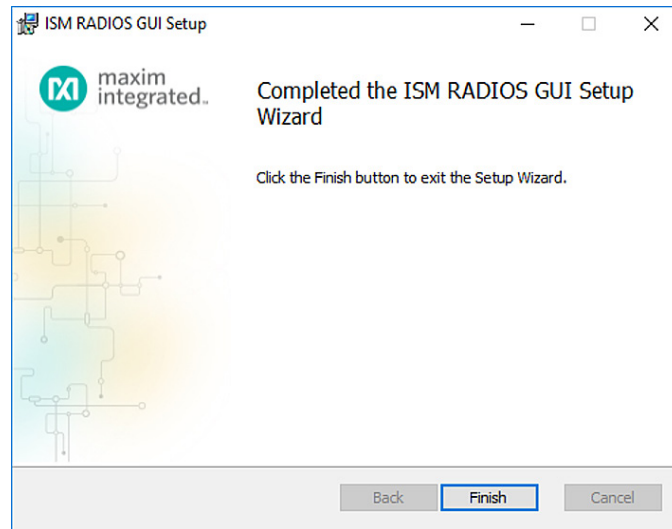 ISM RADIOS GUI Setup
maxim
integrated™
Completed the ISM RADIOS GUI Setup
Wizard
Click the Finish button to exit the Setup Wizard.
Back
Finish
Cancel